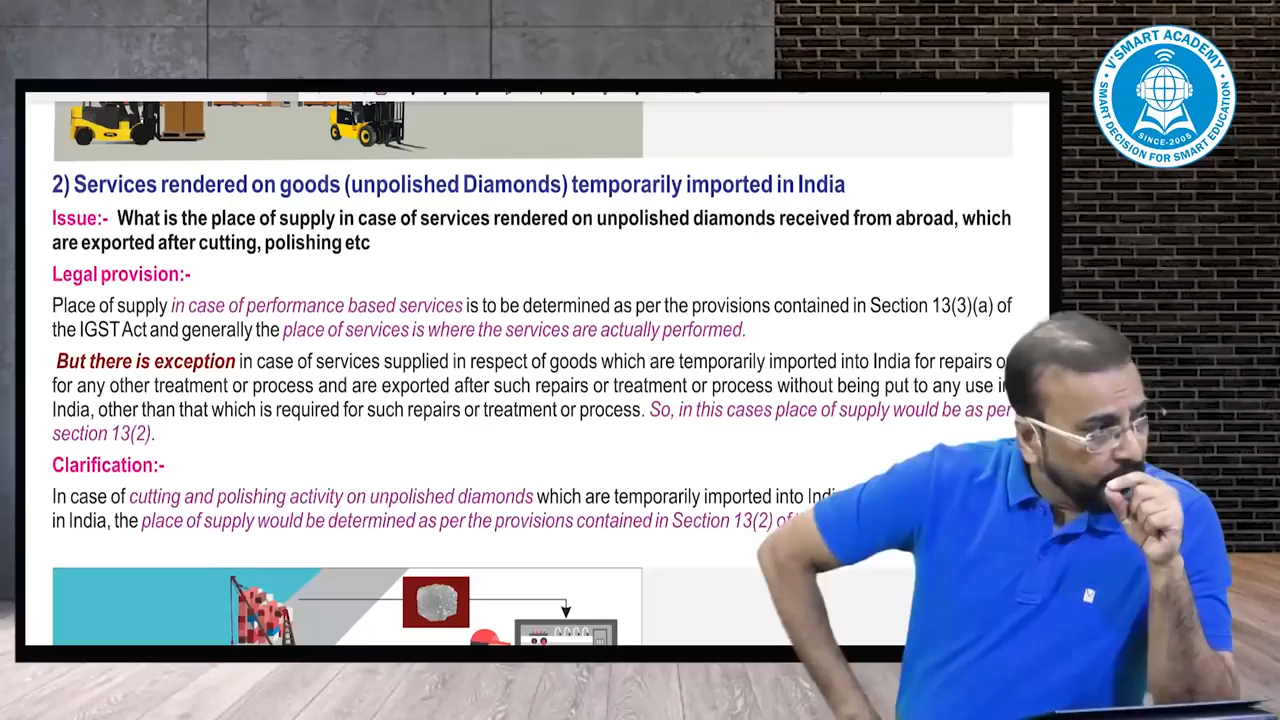 V'SMART ACADEMY
SINCE-2005
SMART DECISION FOR SMART EDUCATION
2) Services rendered on goods (unpolished Diamonds) temporarily imported in India
Issue:- What is the place of supply in case of services rendered on unpolished diamonds received from abroad, which
are exported after cutting, polishing etc
Legal provision:-
Place of supply in case of performance based services is to be determined as per the provisions contained in Section 13(3)(a) of
the IGST Act and generally the place of services is where the services are actually performed.
But there is exception in case of services supplied in respect of goods which are temporarily imported into India for repairs
for any other treatment or process and are exported after such repairs or treatment or process without being put to any use
India, other than that which is required for such repairs or treatment or process. So, in this cases place of supply would be as per
section 13(2).
Clarification:-
In case of cutting and polishing activity on unpolished diamonds which are temporarily imported into
in India, the place of supply would be determined as per the provisions contained in Section 13(2) of